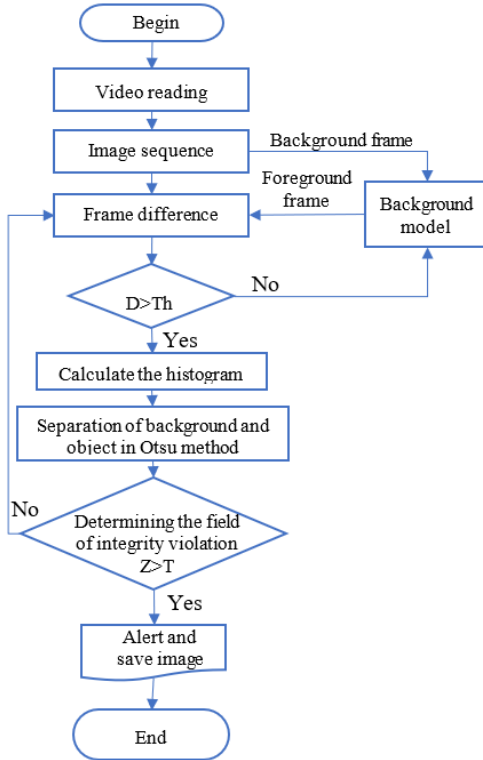 Begin
Video reading
Image sequence
Background frame
Foreground
frame
Frame difference
Background
model
D>Th
No
Yes
Calculate the histogram
Separation of background and
object in Otsu method
No
Determining the field
of integrity violation
Z>T
Yes
Alert and
save image
End